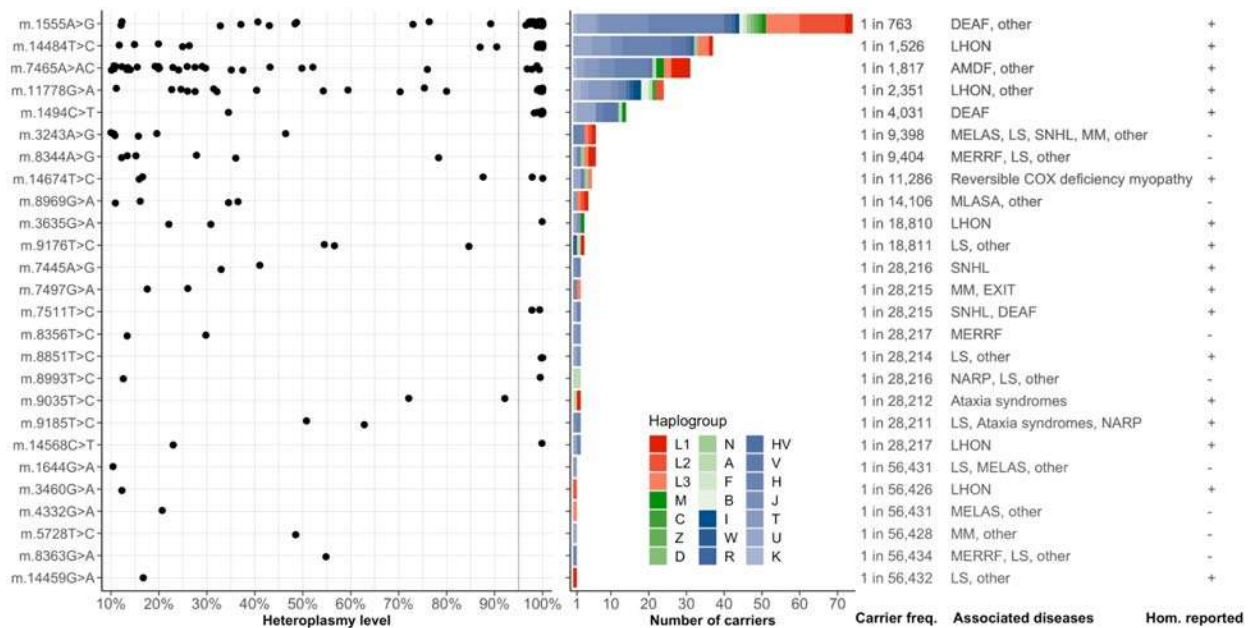 m.1555A>G 1 in 763 DEAF, other +
m.14484T>C 1 in 1,526 LHON +
m.7465A>AC 1 in 1,817 AMDF, other +
m.11778G>A 1 in 2,351 LHON, other +
m.1494C>T 1 in 4,031 DEAF +
m.3243A>G 1 in 9,398 MELAS, LS, SNHL, MM, other -
m.8344A>G 1 in 9,404 MERRF, LS, other -
m.14674T>C 1 in 11,286 Reversible COX deficiency myopathy +
m.8969G>A 1 in 14,106 MLASA, other -
m.3635G>A 1 in 18,810 LHON +
m.9176T>C 1 in 18,811 LS, other +
m.7445A>G 1 in 28,216 SNHL +
m.7497G>A 1 in 28,215 MM, EXIT +
m.7511T>C 1 in 28,215 SNHL, DEAF +
m.8356T>C 1 in 28,217 MERRF -
m.8851T>C 1 in 28,214 LS, other +
m.8993T>C 1 in 28,216 NARP, LS, other -
m.9035T>C 1 in 28,212 Ataxia syndromes +
m.9185T>C 1 in 28,211 LS, Ataxia syndromes, NARP +
m.14568C>T 1 in 28,217 LHON +
m.1644G>A 1 in 56,431 LS, MELAS, other -
m.3460G>A 1 in 56,426 LHON +
m.4332G>A 1 in 56,431 MELAS, other -
m.5728T>C 1 in 56,428 MM, other -
m.8363G>A 1 in 56,434 MERRF, LS, other -
m.14459G>A 1 in 56,432 LS, other +
Haplogroup
L1 N HV
L2 A V
L3 F H
M B J
C I T
Z W U
D R K
10% 20% 30% 40% 50% 60% 70% 80% 90% 100% 1 10 20 30 40 50 60 70
Heteroplasmy level Number of carriers Carrier freq. Associated diseases Hom. reported